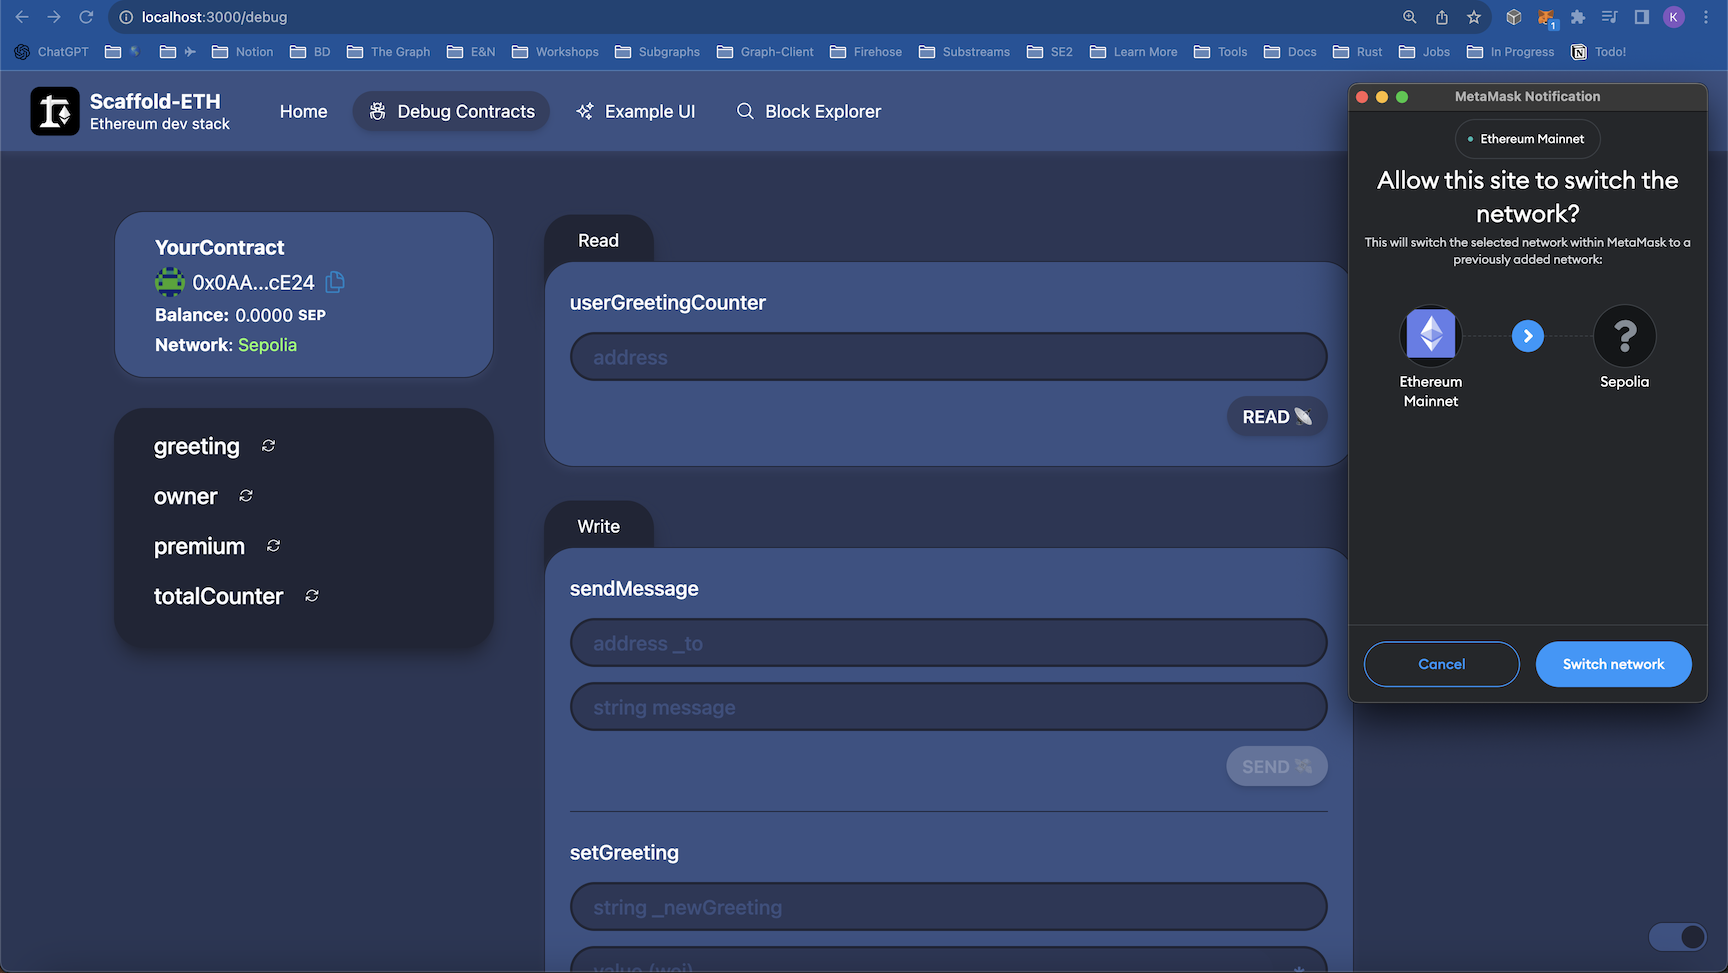 localhost:3000/debug
K
1
ChatGPT
Notion
BD
The Graph
E&N
Workshops
Subgraphs
Graph-Client
Firehose
Substreams
SE2
Learn More
Tools
Docs
Rust
Jobs
In Progress
Todo!
Scaffold-ETH
Ethereum dev stack
Home
Debug Contracts
Example UI
Block Explorer
YourContract
0x0AA...cE24
Balance: 0.0000 SEP
Network: Sepolia
greeting
owner
premium
totalCounter
Read
userGreetingCounter
address
READ
Write
sendMessage
address _to
string message
SEND
setGreeting
string _newGreeting
value (wei)
*
MetaMask Notification
Ethereum Mainnet
Allow this site to switch the
network?
This will switch the selected network within MetaMask to a
previously added network:
?
Ethereum
Mainnet
Sepolia
Cancel
Switch network